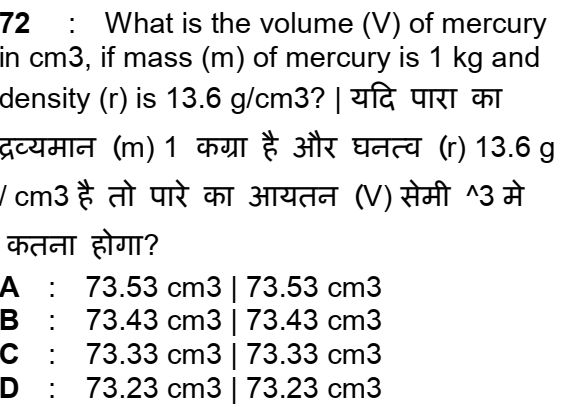 72 : What is the volume (V) of mercury
in cm3, if mass (m) of mercury is 1 kg and
density (r) is 13.6 g/cm3? | यदि पारा का
द्रव्यमान (m) 1 कग्रा है और घनत्व (r) 13.6 g
/ cm3 है तो पारे का आयतन (V) सेमी ^3 मे
कतना होगा?
A : 73.53 cm3 | 73.53 cm3
B : 73.43 cm3 | 73.43 cm3
C : 73.33 cm3 | 73.33 cm3
D : 73.23 cm3 | 73.23 cm3